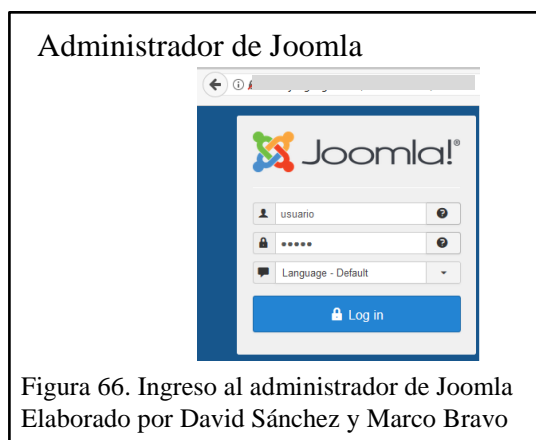 Administrador de Joomla
Joomla!®
usuario
•••••
Language - Default
Log in
Figura 66. Ingreso al administrador de Joomla
Elaborado por David Sánchez y Marco Bravo